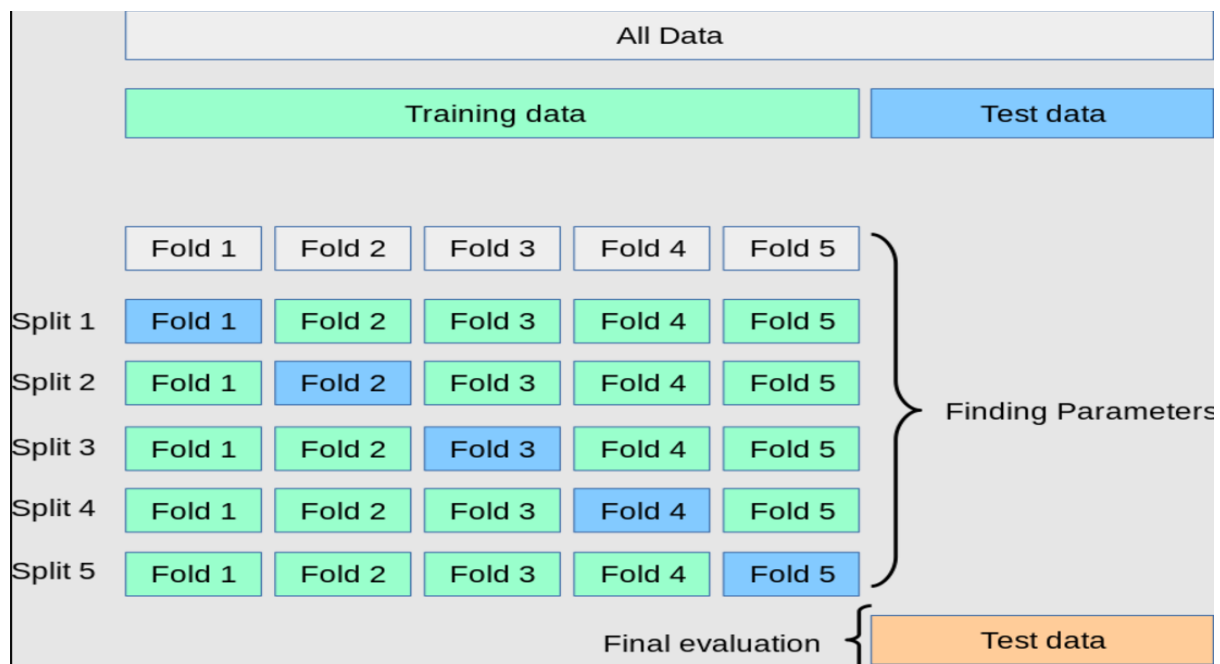 All Data
Training data Test data
Fold 1 Fold 2 Fold 3 Fold 4 Fold 5
Split 1 Fold 1 Fold 2 Fold 3 Fold 4 Fold 5
Split 2 Fold 1 Fold 2 Fold 3 Fold 4 Fold 5
Finding Parameters
Split 3 Fold 1 Fold 2 Fold 3 Fold 4 Fold 5
Split 4 Fold 1 Fold 2 Fold 3 Fold 4 Fold 5
Split 5 Fold 1 Fold 2 Fold 3 Fold 4 Fold 5
Final evaluation Test data